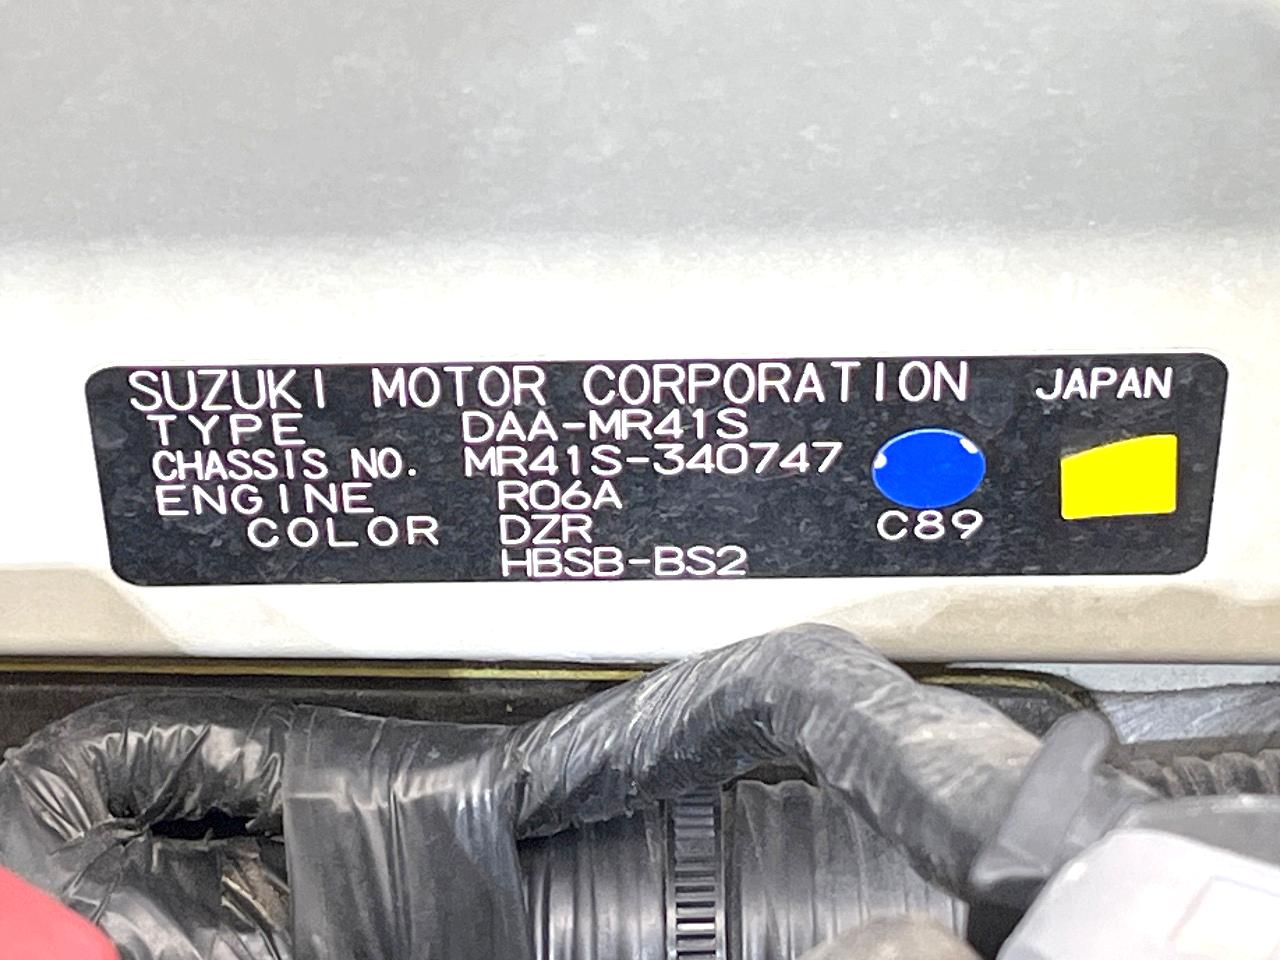 SUZUKI MOTOR CORPORATION JAPAN
TYPE DAA-MR41S
CHASSIS NO. MR41S-340747
ENGINE R06A
COLOR DZR C89
HBSB-BS2